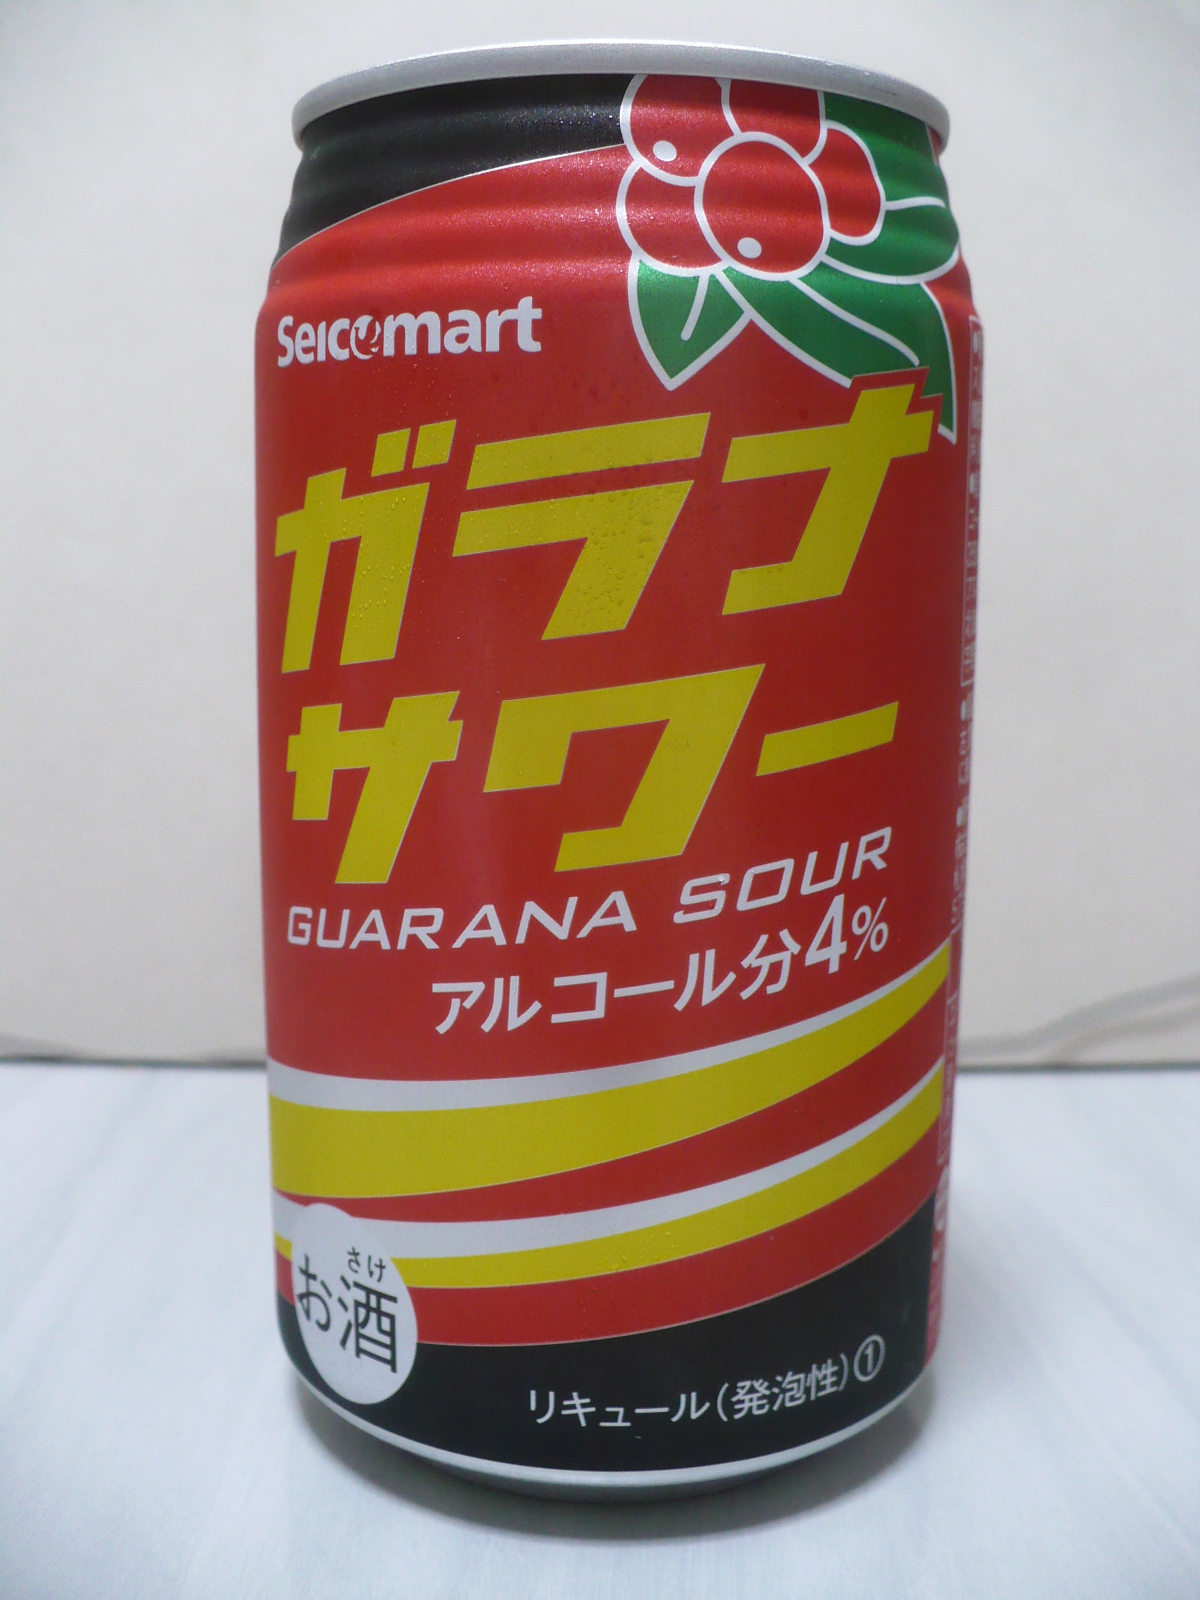 Seicomart
ガラナ
サワー
GUARANA SOUR
アルコール分4%
さけ
お酒
リキュール(発泡性)①